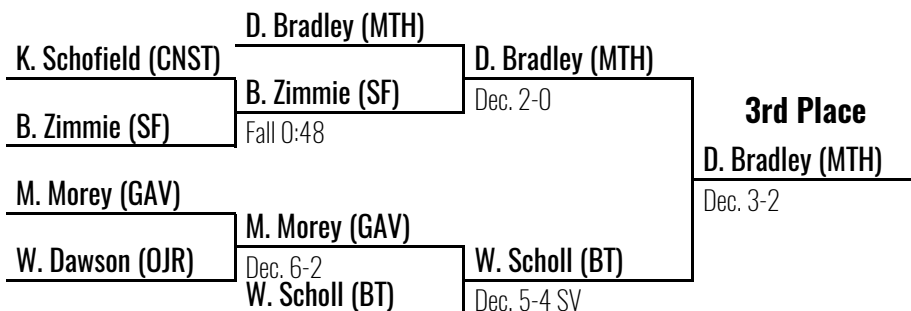 D. Bradley (MTH)
K. Schofield (CNST)
D. Bradley (MTH)
B. Zimmie (SF)
Dec. 2-0
3rd Place
B. Zimmie (SF)
Fall 0:48
D. Bradley (MTH)
M. Morey (GAV)
Dec. 3-2
M. Morey (GAV)
W. Dawson (OJR)
W. Scholl (BT)
Dec. 6-2
W. Scholl (BT)
Dec. 5-4 SV